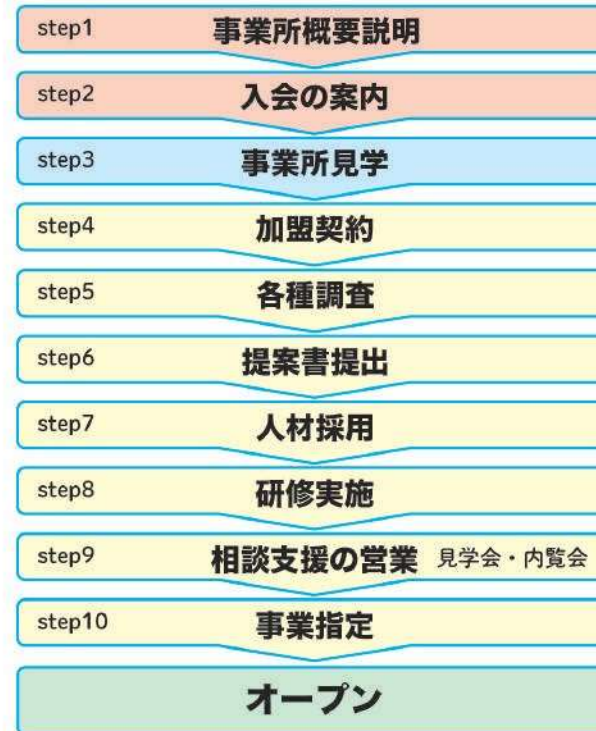 step1 事業所概要説明
step2 入会の案内
step3 事業所見学
step4 加盟契約
step5 各種調査
step6 提案書提出
step7 人材採用
step8 研修実施
step9 相談支援の営業 見学会・内覧会
step10 事業指定
オープン